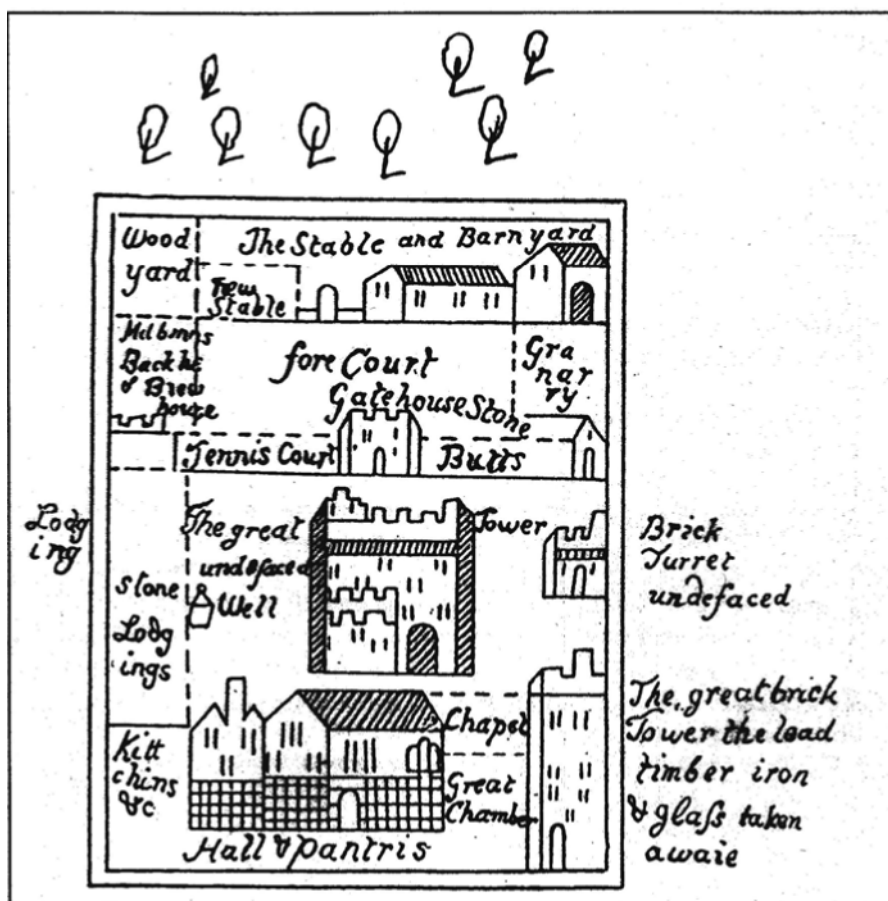 Wood
yard
The Stable and Barnyard
New
Stable
Backhs
& Brew
house
fore Court
Gra
nar
ry
Gatehouse Stone
Tennis Court
Butts
Lodg
ing
The great
undefaced
Tower
Well
Brick
Turret
undefaced
stone
Lodg
ings
Kitt
chins
&c
Chapel
Great
Chamber
Hall & pantris
The great brick
Tower the lead
timber iron
& glaſs taken
awaie